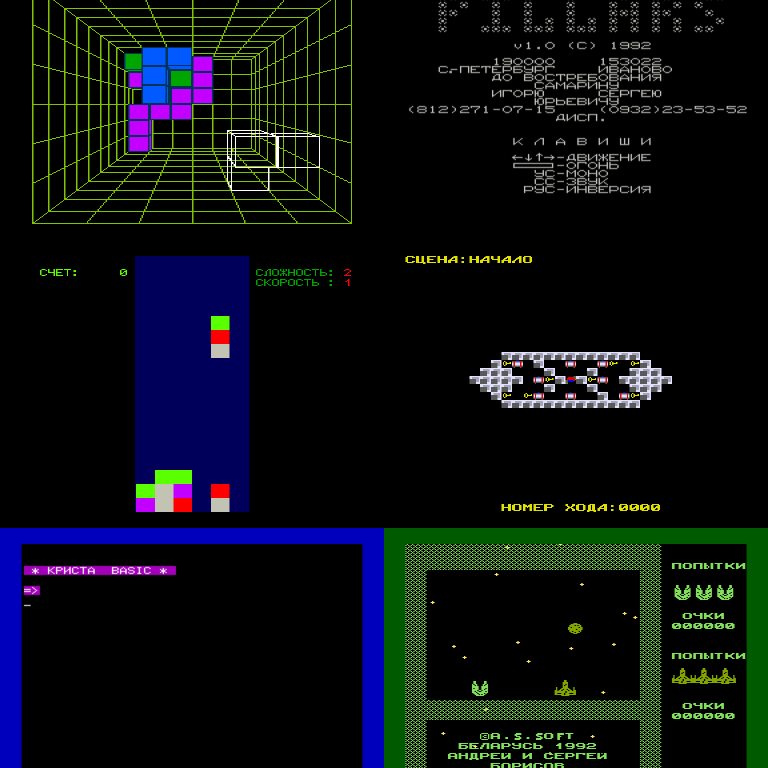 PILLARS
v1.0 (C) 1992
190000 153022
С.-ПЕТЕРБУРГ ИВАНОВО
ДО ВОСТРЕБОВАНИЯ
САМАРИНУ
ИГОРЮ СЕРГЕЮ
ЮРЬЕВИЧУ
(812)271-07-15 (0932)23-53-52
ДИСП.
К Л А В И Ш И
←↓↑→-ДВИЖЕНИЕ
-ОГОНЬ
УС-МОНО
СС-ЗВУК
РУС-ИНВЕРСИЯ
СЧЕТ: 0
СЛОЖНОСТЬ: 2
СКОРОСТЬ : 1
СЦЕНА:НАЧАЛО
НОМЕР ХОДА:0000
* КРИСТА BASIC *
=>
_
ПОПЫТКИ
ОЧКИ
000000
ПОПЫТКИ
ОЧКИ
000000
©A.S.SOFT
БЕЛАРУСЬ 1992
АНДРЕЙ И СЕРГЕЙ
БОРИСОВ